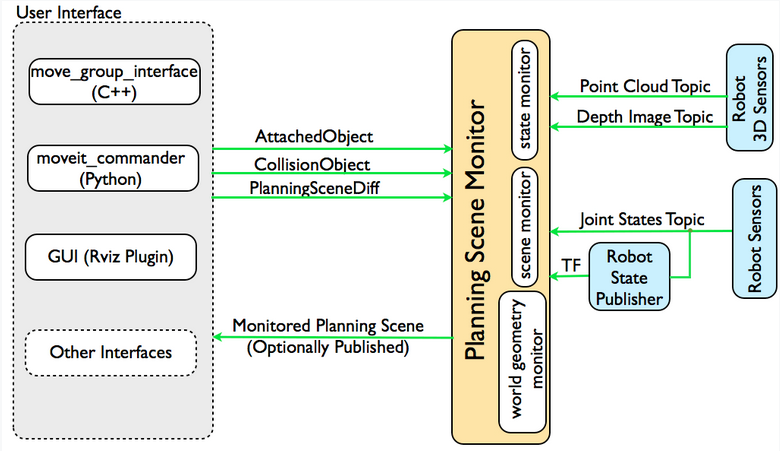 User Interface
move_group_interface
(C++)
moveit_commander
(Python)
GUI (Rviz Plugin)
Other Interfaces
AttachedObject
CollisionObject
PlanningSceneDiff
Monitored Planning Scene
(Optionally Published)
Planning Scene Monitor
state monitor
scene monitor
world geometry
monitor
Point Cloud Topic
Depth Image Topic
Robot
3D Sensors
Joint States Topic
TF
Robot
State
Publisher
Robot Sensors